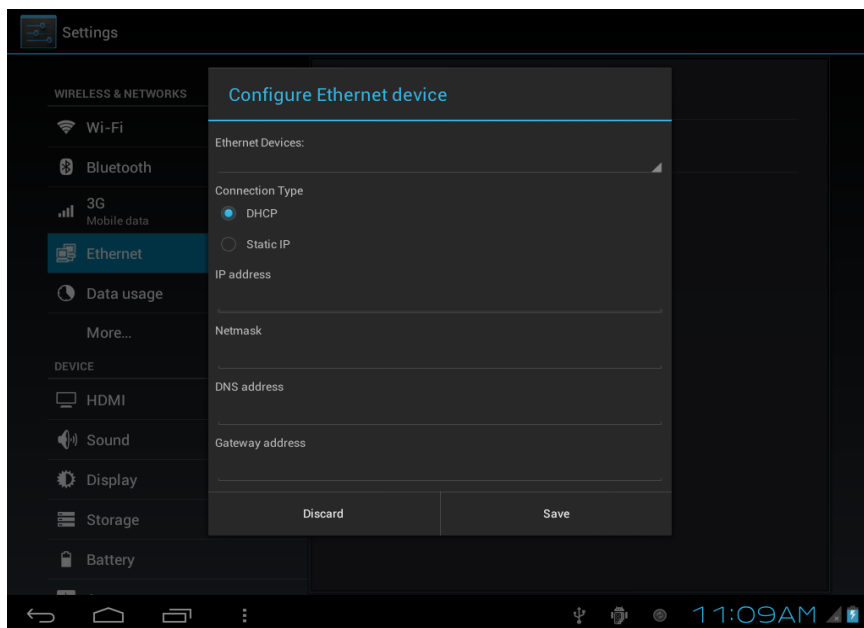 Settings
WIRELESS & NETWORKS
Wi-Fi
Bluetooth
3G
Mobile data
Ethernet
Data usage
More...
DEVICE
HDMI
Sound
Display
Storage
Battery
Configure Ethernet device
Ethernet Devices:
Connection Type
DHCP
Static IP
IP address
Netmask
DNS address
Gateway address
Discard
Save
11:09AM